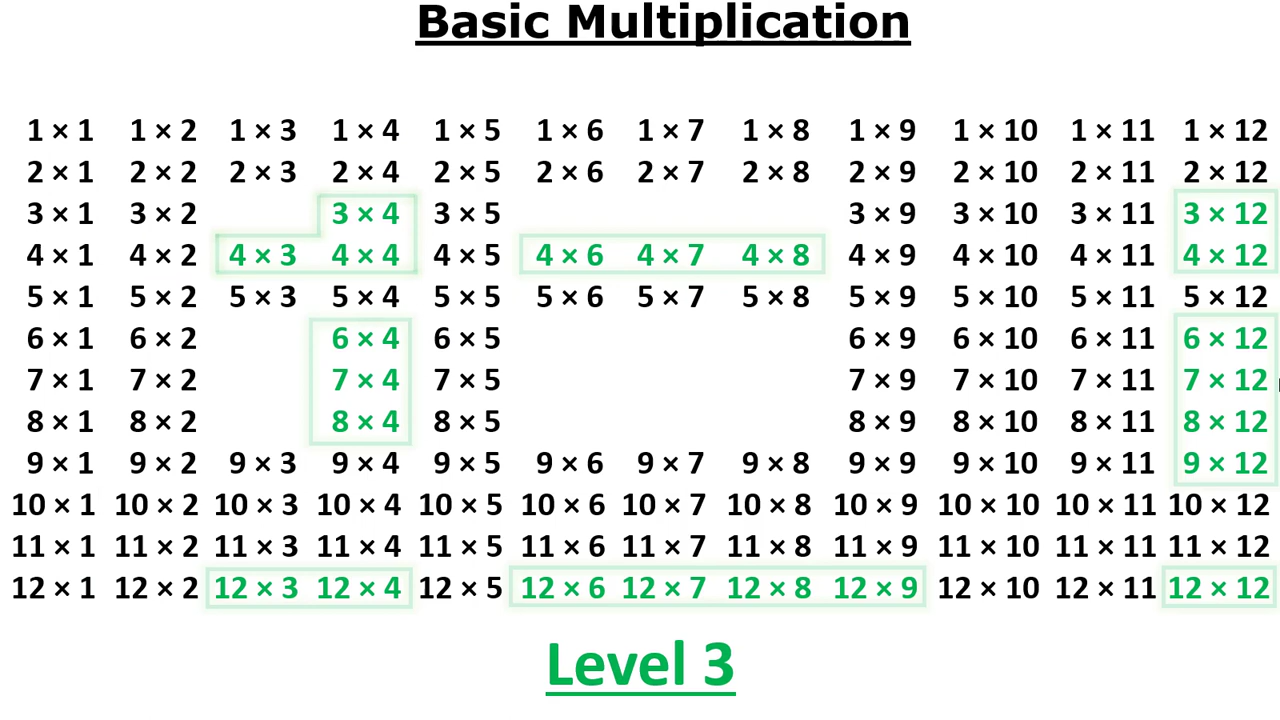 Basic Multiplication
1 × 1 1 × 2 1 × 3 1 × 4 1 × 5 1 × 6 1 × 7 1 × 8 1 × 9 1 × 10 1 × 11 1 × 12
2 × 1 2 × 2 2 × 3 2 × 4 2 × 5 2 × 6 2 × 7 2 × 8 2 × 9 2 × 10 2 × 11 2 × 12
3 × 1 3 × 2 3 × 4 3 × 5 3 × 9 3 × 10 3 × 11 3 × 12
4 × 1 4 × 2 4 × 3 4 × 4 4 × 5 4 × 6 4 × 7 4 × 8 4 × 9 4 × 10 4 × 11 4 × 12
5 × 1 5 × 2 5 × 3 5 × 4 5 × 5 5 × 6 5 × 7 5 × 8 5 × 9 5 × 10 5 × 11 5 × 12
6 × 1 6 × 2 6 × 4 6 × 5 6 × 9 6 × 10 6 × 11 6 × 12
7 × 1 7 × 2 7 × 4 7 × 5 7 × 9 7 × 10 7 × 11 7 × 12
8 × 1 8 × 2 8 × 4 8 × 5 8 × 9 8 × 10 8 × 11 8 × 12
9 × 1 9 × 2 9 × 3 9 × 4 9 × 5 9 × 6 9 × 7 9 × 8 9 × 9 9 × 10 9 × 11 9 × 12
10 × 1 10 × 2 10 × 3 10 × 4 10 × 5 10 × 6 10 × 7 10 × 8 10 × 9 10 × 10 10 × 11 10 × 12
11 × 1 11 × 2 11 × 3 11 × 4 11 × 5 11 × 6 11 × 7 11 × 8 11 × 9 11 × 10 11 × 11 11 × 12
12 × 1 12 × 2 12 × 3 12 × 4 12 × 5 12 × 6 12 × 7 12 × 8 12 × 9 12 × 10 12 × 11 12 × 12
Level 3